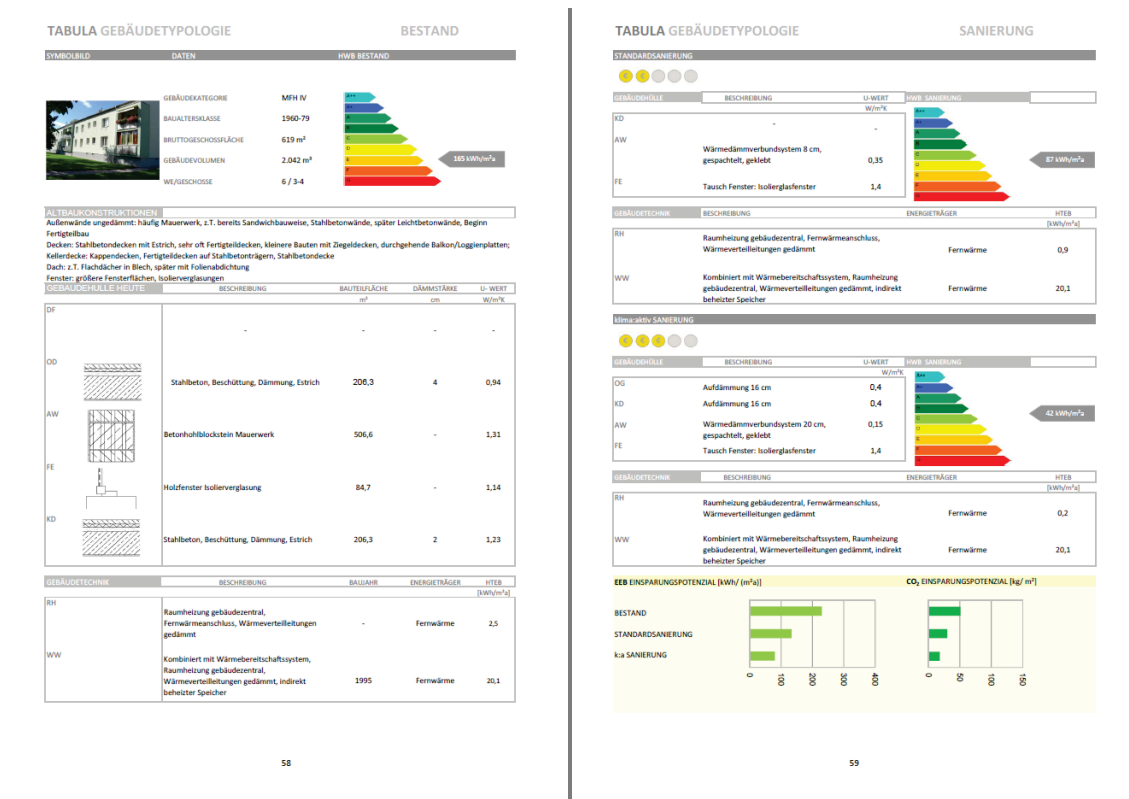 TABULA GEBÄUDETYPOLOGIE BESTAND
SYMBOLBILD DATEN HWB BESTAND
GEBÄUDEKATEGORIE MFH IV
BAUALTERSKLASSE 1960-79
BRUTTOGESCHOSSFLÄCHE 619 m²
GEBÄUDEVOLUMEN 2.042 m³
WE/GESCHOSSE 6 / 3-4
A++
A+
A
B
C
D
E
F
G
165 kWh/m²a
ALTBAUKONSTRUKTIONEN
Außenwände ungedämmt: häufig Mauerwerk, z.T. bereits Sandwichbauweise, Stahlbetonwände, später Leichtbetonwände, Beginn
Fertigteilbau
Decken: Stahlbetondecken mit Estrich, sehr oft Fertigteildecken, kleinere Bauten mit Ziegeldecken, durchgehende Balkon/Loggienplatten;
Kellerdecke: Kappendecken, Fertigteildecken auf Stahlbetonträgern, Stahlbetondecke
Dach: z.T. Flachdächer in Blech, später mit Folienabdichtung
Fenster: größere Fensterflächen, Isolierverglasungen
GEBÄUDEHÜLLE HEUTE BESCHREIBUNG BAUTEILFLÄCHE DÄMMSTÄRKE U- WERT
m² cm W/m²K
DF
- - - -
OD
Stahlbeton, Beschüttung, Dämmung, Estrich 206,3 4 0,94
AW
Betonhohlblockstein Mauerwerk 506,6 - 1,31
FE
Holzfenster Isolierverglasung 84,7 - 1,14
KD
Stahlbeton, Beschüttung, Dämmung, Estrich 206,3 2 1,23
GEBÄUDETECHNIK BESCHREIBUNG BAUJAHR ENERGIETRÄGER HTEB
[kWh/m²a]
RH
Raumheizung gebäudezentral,
Fernwärmeanschluss, Wärmeverteilleitungen - Fernwärme 2,5
gedämmt
WW
Kombiniert mit Wärmebereitschaftssystem,
Raumheizung gebäudezentral,
Wärmeverteilleitungen gedämmt, indirekt 1995 Fernwärme 20,1
beheizter Speicher
58
TABULA GEBÄUDETYPOLOGIE SANIERUNG
STANDARDSANIERUNG
€ €
GEBÄUDEHÜLLE BESCHREIBUNG U-WERT HWB SANIERUNG
W/m²K
KD
- -
AW
Wärmedämmverbundsystem 8 cm,
gespachtelt, geklebt 0,35
FE
Tausch Fenster: Isolierglasfenster 1,4
A++
A+
A
B
C
D
E
F
G
87 kWh/m²a
GEBÄUDETECHNIK BESCHREIBUNG ENERGIETRÄGER HTEB
[kWh/m²a]
RH
Raumheizung gebäudezentral, Fernwärmeanschluss,
Wärmeverteilleitungen gedämmt Fernwärme 0,9
WW
Kombiniert mit Wärmebereitschaftssystem, Raumheizung
gebäudezentral, Wärmeverteilleitungen gedämmt, indirekt Fernwärme 20,1
beheizter Speicher
klima:aktiv SANIERUNG
€ € €
GEBÄUDEHÜLLE BESCHREIBUNG U-WERT HWB SANIERUNG
W/m²K
OG Aufdämmung 16 cm 0,4
KD Aufdämmung 16 cm 0,4
AW Wärmedämmverbundsystem 20 cm, 0,15
gespachtelt, geklebt
FE Tausch Fenster: Isolierglasfenster 1,4
A++
A+
A
B
C
D
E
F
G
42 kWh/m²a
GEBÄUDETECHNIK BESCHREIBUNG ENERGIETRÄGER HTEB
[kWh/m²a]
RH
Raumheizung gebäudezentral, Fernwärmeanschluss,
Wärmeverteilleitungen gedämmt Fernwärme 0,2
WW
Kombiniert mit Wärmebereitschaftssystem, Raumheizung
gebäudezentral, Wärmeverteilleitungen gedämmt, indirekt Fernwärme 20,1
beheizter Speicher
EEB EINSPARUNGSPOTENZIAL [kWh/ (m²a)] CO₂ EINSPARUNGSPOTENZIAL [kg/ m²]
BESTAND
STANDARDSANIERUNG
k:a SANIERUNG
0 100 200 300 400
0 50 100 150
59